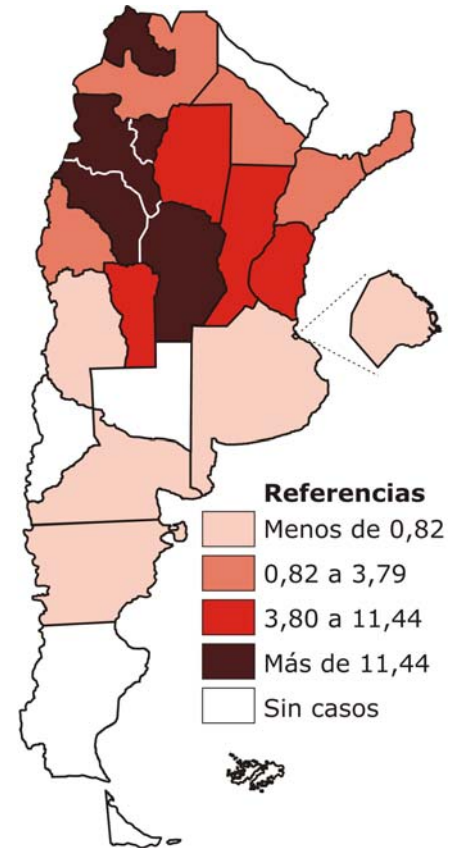 Referencias
Menos de 0,82
0,82 a 3,79
3,80 a 11,44
Más de 11,44
Sin casos